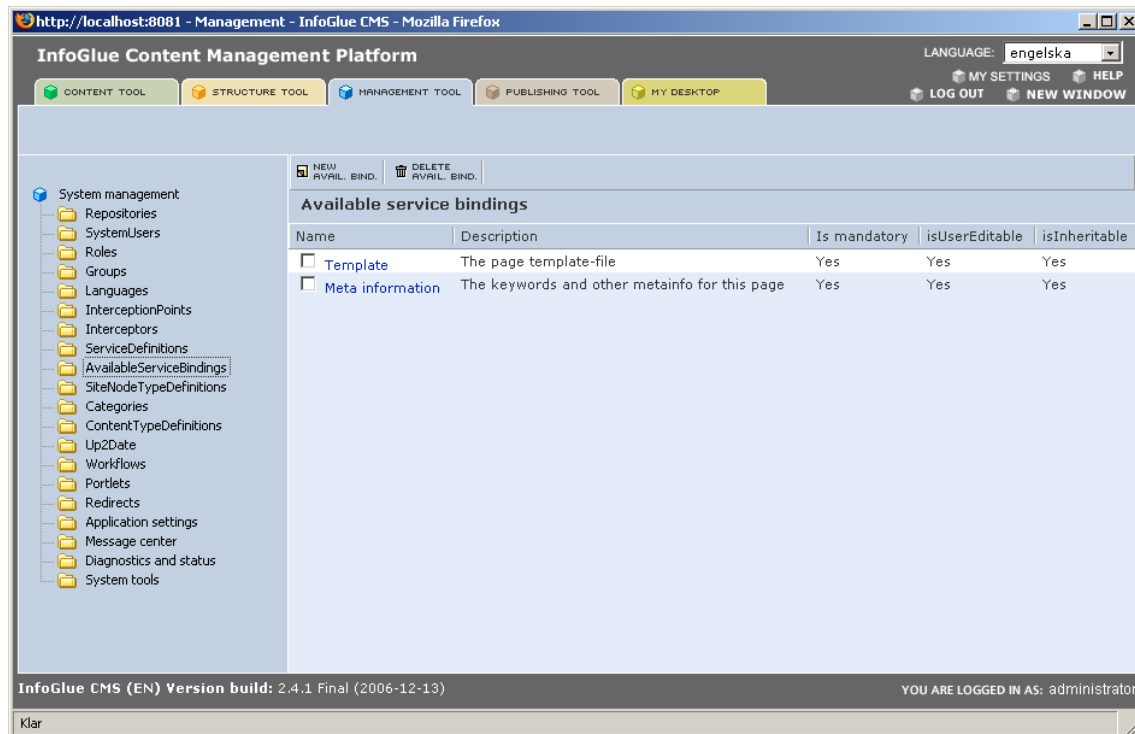 http://localhost:8081 - Management - InfoGlue CMS - Mozilla Firefox
InfoGlue Content Management Platform
LANGUAGE: engelska
MY SETTINGS HELP
LOG OUT NEW WINDOW
CONTENT TOOL STRUCTURE TOOL MANAGEMENT TOOL PUBLISHING TOOL MY DESKTOP
NEW AVAIL. BIND. DELETE AVAIL. BIND.
System management
Repositories
SystemUsers
Roles
Groups
Languages
InterceptionPoints
Interceptors
ServiceDefinitions
AvailableServiceBindings
SiteNodeTypeDefinitions
Categories
ContentTypeDefinitions
Up2Date
Workflows
Portlets
Redirects
Application settings
Message center
Diagnostics and status
System tools
Available service bindings
Name Description Is mandatory isUserEditable isInheritable
Template The page template-file Yes Yes Yes
Meta information The keywords and other metainfo for this page Yes Yes Yes
InfoGlue CMS (EN) Version build: 2.4.1 Final (2006-12-13)
YOU ARE LOGGED IN AS: administrator
Klar